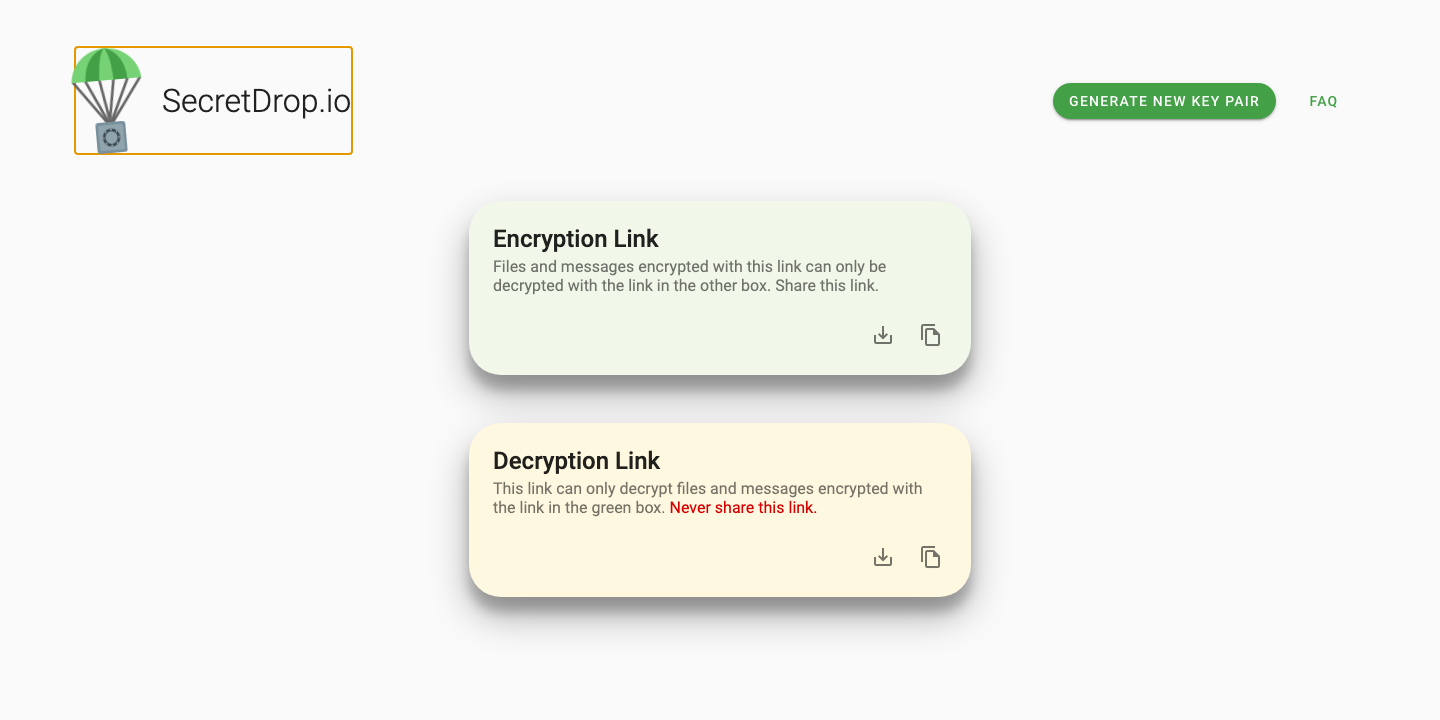 SecretDrop.io
GENERATE NEW KEY PAIR
FAQ
Encryption Link
Files and messages encrypted with this link can only be
decrypted with the link in the other box. Share this link.
Decryption Link
This link can only decrypt files and messages encrypted with
the link in the green box. Never share this link.